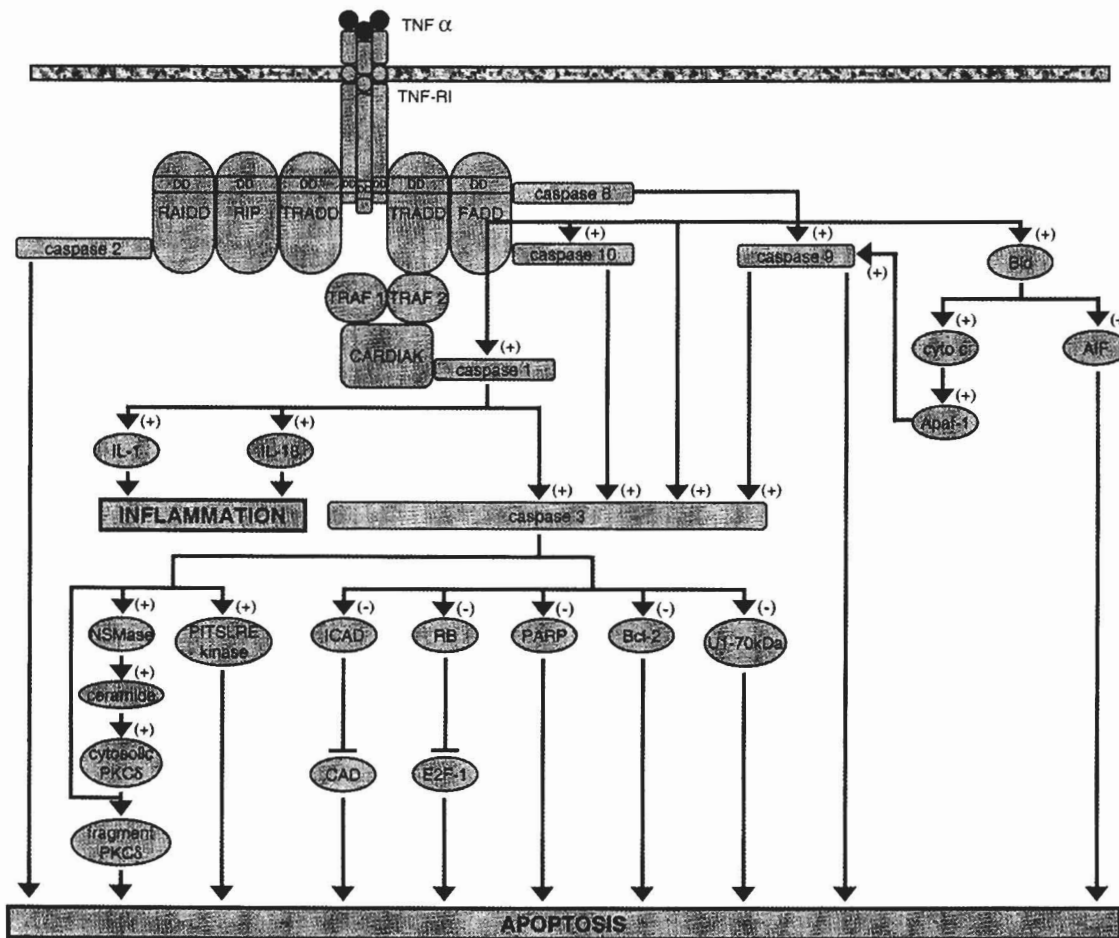 TNF α
TNF-RI
DD DD DD DD DD DD DD
RAIDD RIP TRADD TRADD FADD
caspase 8
caspase 2
(+) (+) (+)
caspase 10
caspase 9
(+)
Bid
TRAF 1 TRAF 2
(+) (+)
CARDIAK
(+)
caspase 1
cyto c
AIF
(+)
Apaf-1
(+) (+)
IL-1 IL-18
(+) (+) (+) (+)
INFLAMMATION
caspase 3
(+) (+) (-) (-) (-) (-) (-)
NSMase
PITSLRE
kinase
ICAD RB PARP Bcl-2 U1-70kDa
(+)
ceramide
(+)
cytosolic
PKCδ
CAD E2F-1
fragment
PKCδ
APOPTOSIS